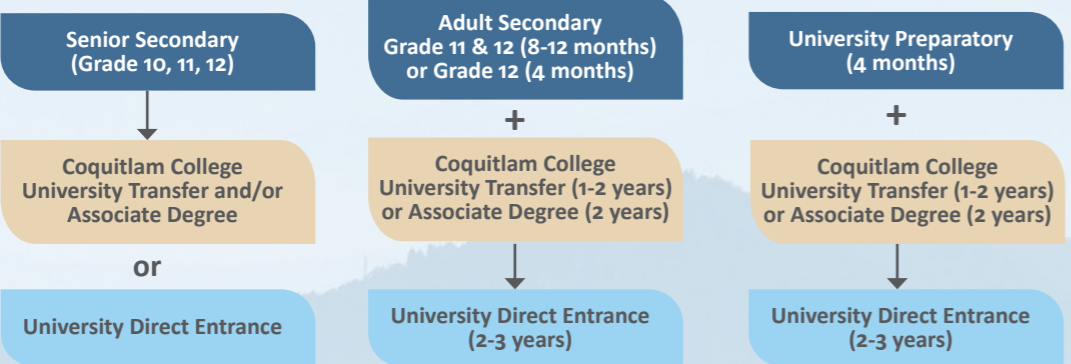 Senior Secondary
(Grade 10, 11, 12)
Coquitlam College
University Transfer and/or
Associate Degree
or
University Direct Entrance
Adult Secondary
Grade 11 & 12 (8-12 months)
or Grade 12 (4 months)
+
Coquitlam College
University Transfer (1-2 years)
or Associate Degree (2 years)
University Direct Entrance
(2-3 years)
University Preparatory
(4 months)
+
Coquitlam College
University Transfer (1-2 years)
or Associate Degree (2 years)
University Direct Entrance
(2-3 years)